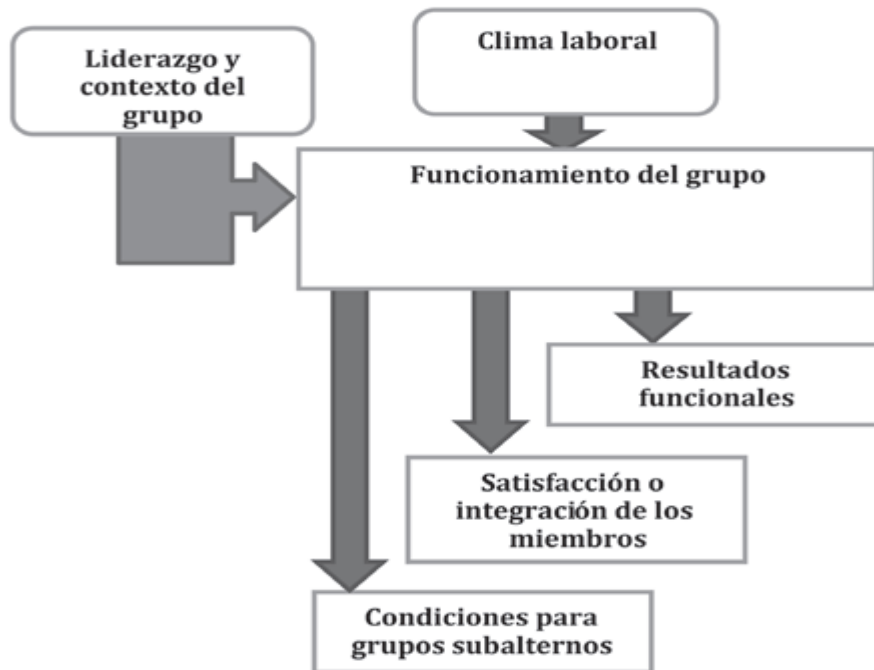 Liderazgo y
contexto del
grupo
Clima laboral
Funcionamiento del grupo
Resultados
funcionales
Satisfacción o
integración de los
miembros
Condiciones para
grupos subalternos